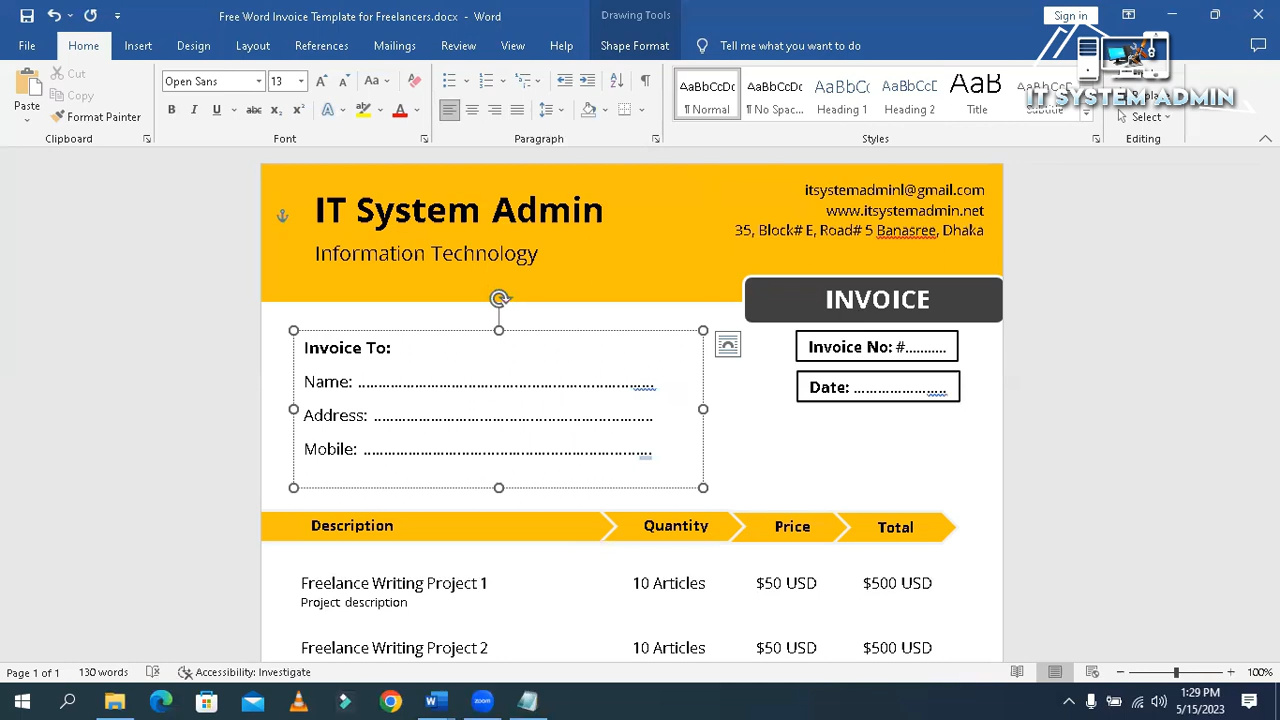 Free Word Invoice Template for Freelancers.docx - Word
Drawing Tools
Sign in
File Home Insert Design Layout References Mailings Review View Help Shape Format Tell me what you want to do
Paste
Cut
Copy
Format Painter
Clipboard
Open Sans 13
Font
Paragraph
AaBbCcDc AaBbCcDc AaBbCc AaBbCcD AaB
¶ Normal ¶ No Spac... Heading 1 Heading 2 Title Subtitle
Styles
Select
Editing
IT SYSTEM ADMIN
IT System Admin
Information Technology
itsystemadminl@gmail.com
www.itsystemadmin.net
35, Block# E, Road# 5 Banasree, Dhaka
INVOICE
Invoice To:
Name: ..............................................................
Address: ..........................................................
Mobile: ............................................................
Invoice No: #..........
Date: ......................
Description Quantity Price Total
Freelance Writing Project 1 10 Articles $50 USD $500 USD
Project description
Freelance Writing Project 2 10 Articles $50 USD $500 USD
Page 1 of 1 130 words Accessibility: Investigate 100%
zoom
1:29 PM
5/15/2023